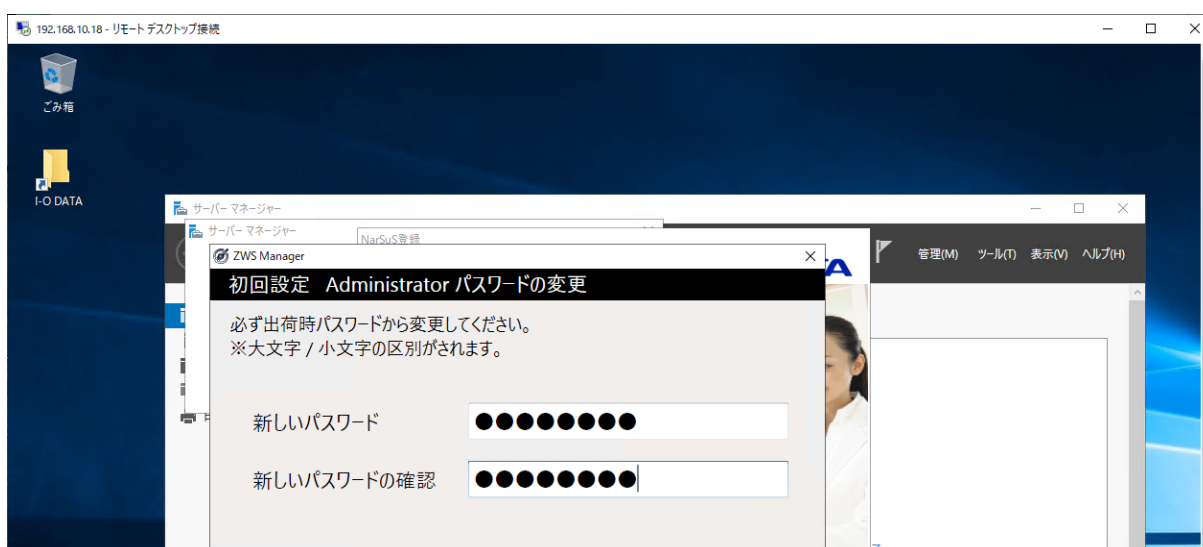 192.168.10.18 - リモート デスクトップ接続
ごみ箱
I-O DATA
サーバー マネージャー
サーバー マネージャー
NarSuS登録
管理(M) ツール(T) 表示(V) ヘルプ(H)
ZWS Manager
初回設定 Administrator パスワードの変更
必ず出荷時パスワードから変更してください。
※大文字 / 小文字の区別がされます。
新しいパスワード ●●●●●●●●
新しいパスワードの確認 ●●●●●●●●